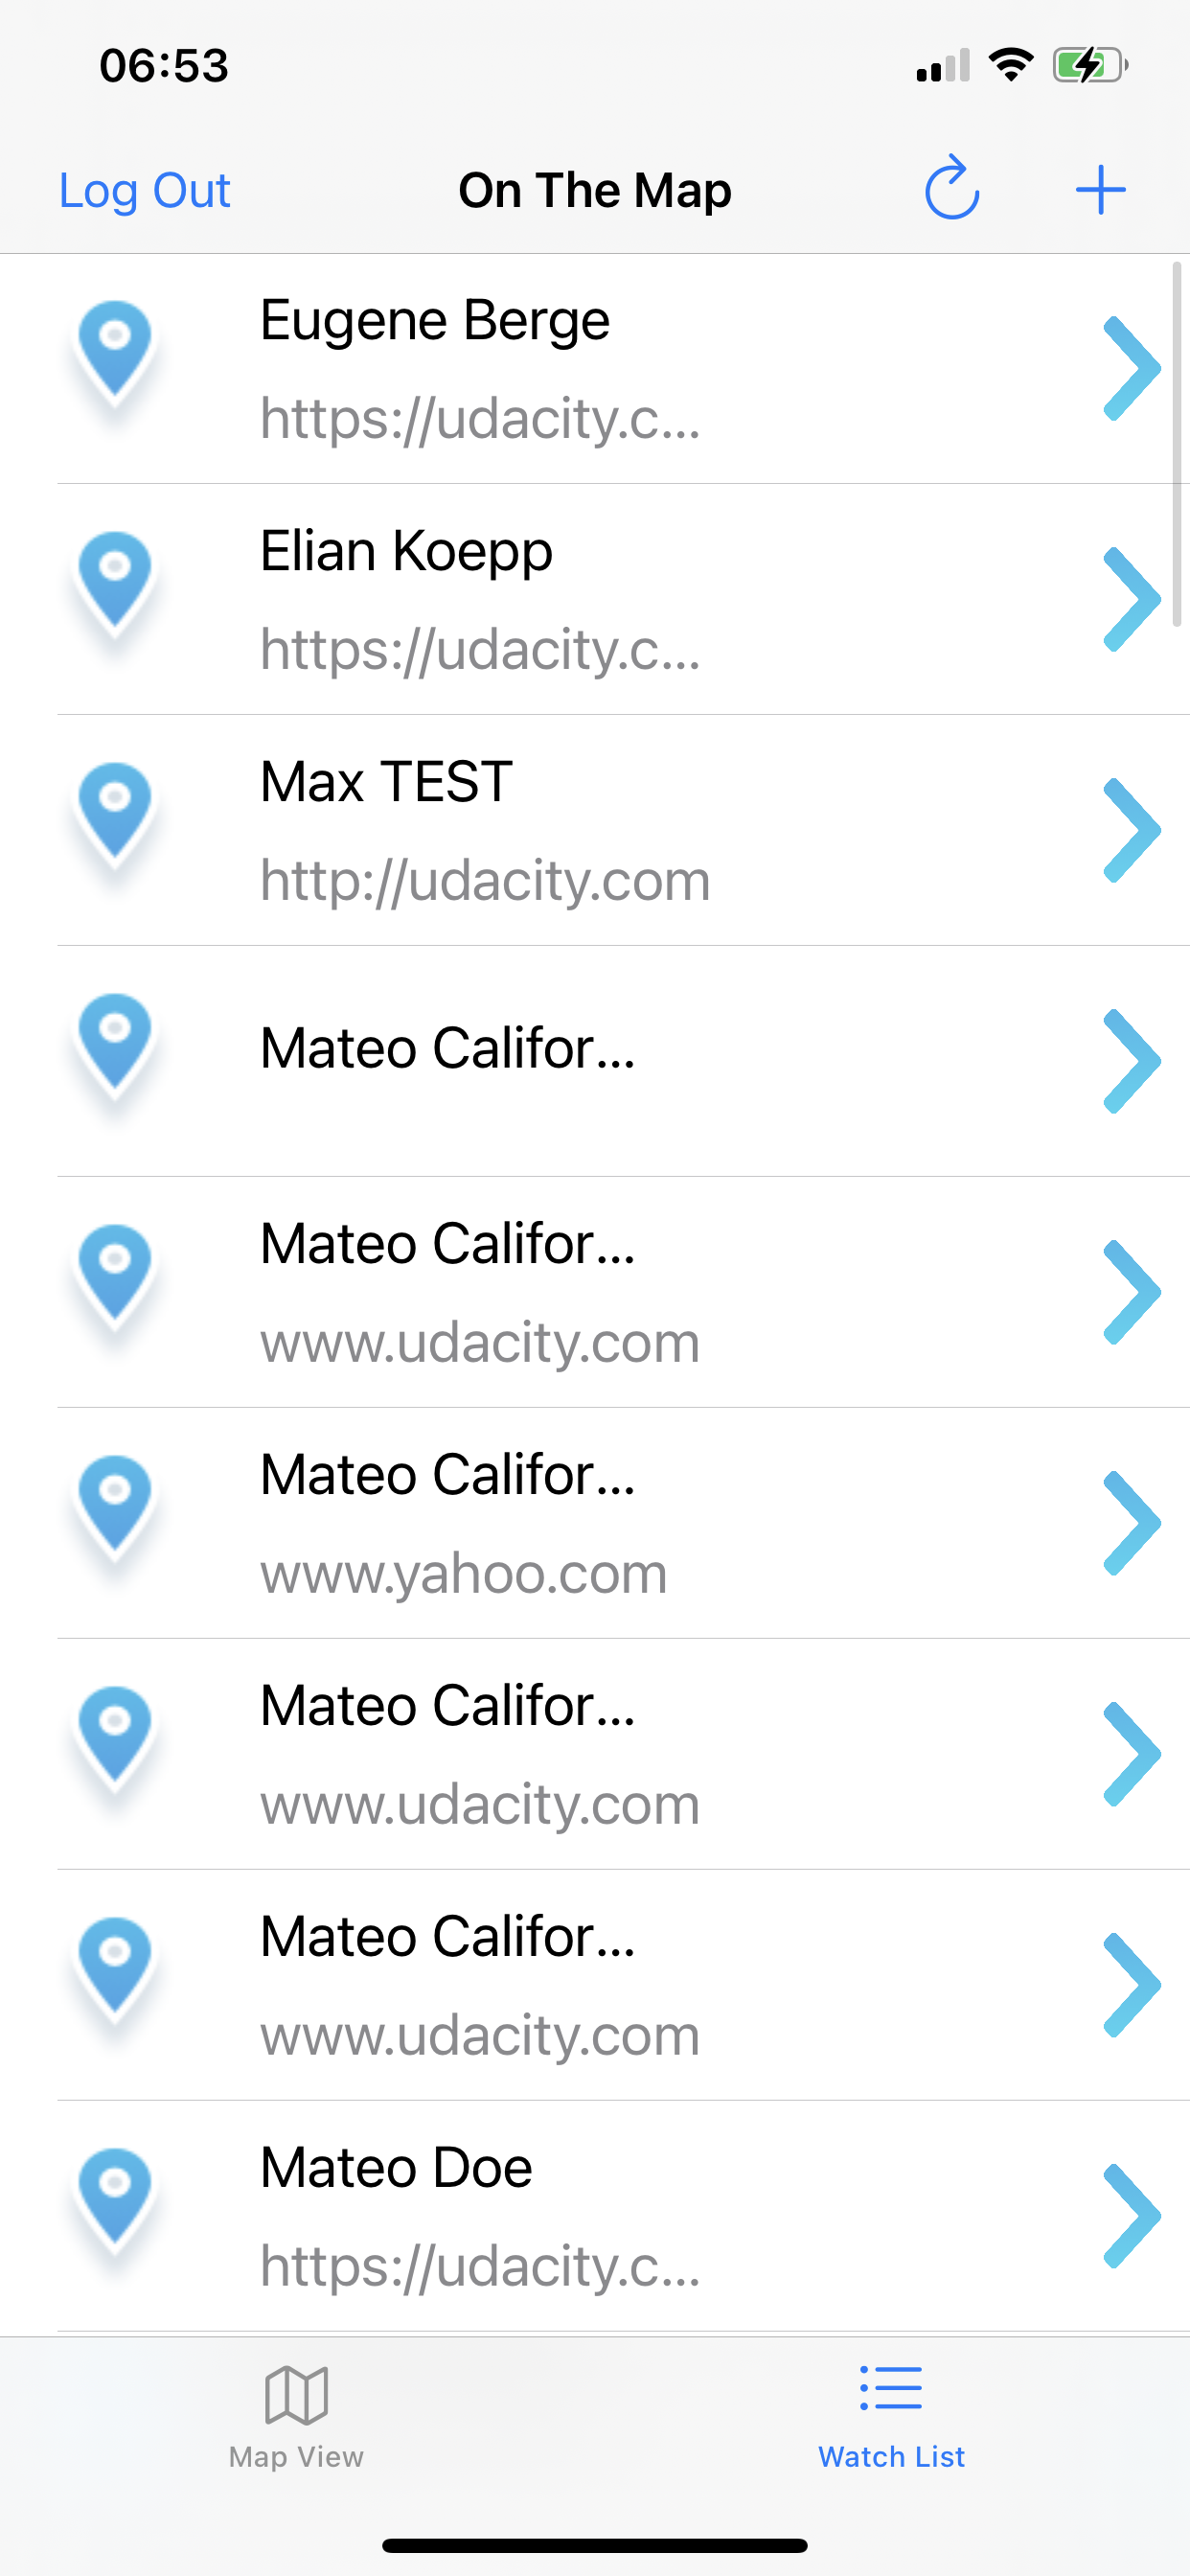 06:53
Log Out
On The Map
Eugene Berge
https://udacity.c...
Elian Koepp
https://udacity.c...
Max TEST
http://udacity.com
Mateo Califor...
Mateo Califor...
www.udacity.com
Mateo Califor...
www.yahoo.com
Mateo Califor...
www.udacity.com
Mateo Califor...
www.udacity.com
Mateo Doe
https://udacity.c...
Map View
Watch List